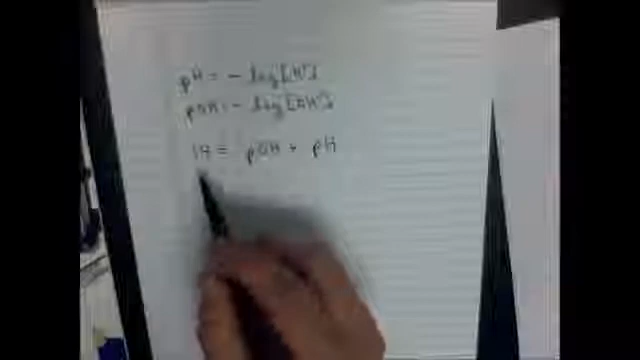 pH = - log[H⁺]
pOH = - log[OH⁻]
14 = pOH + pH